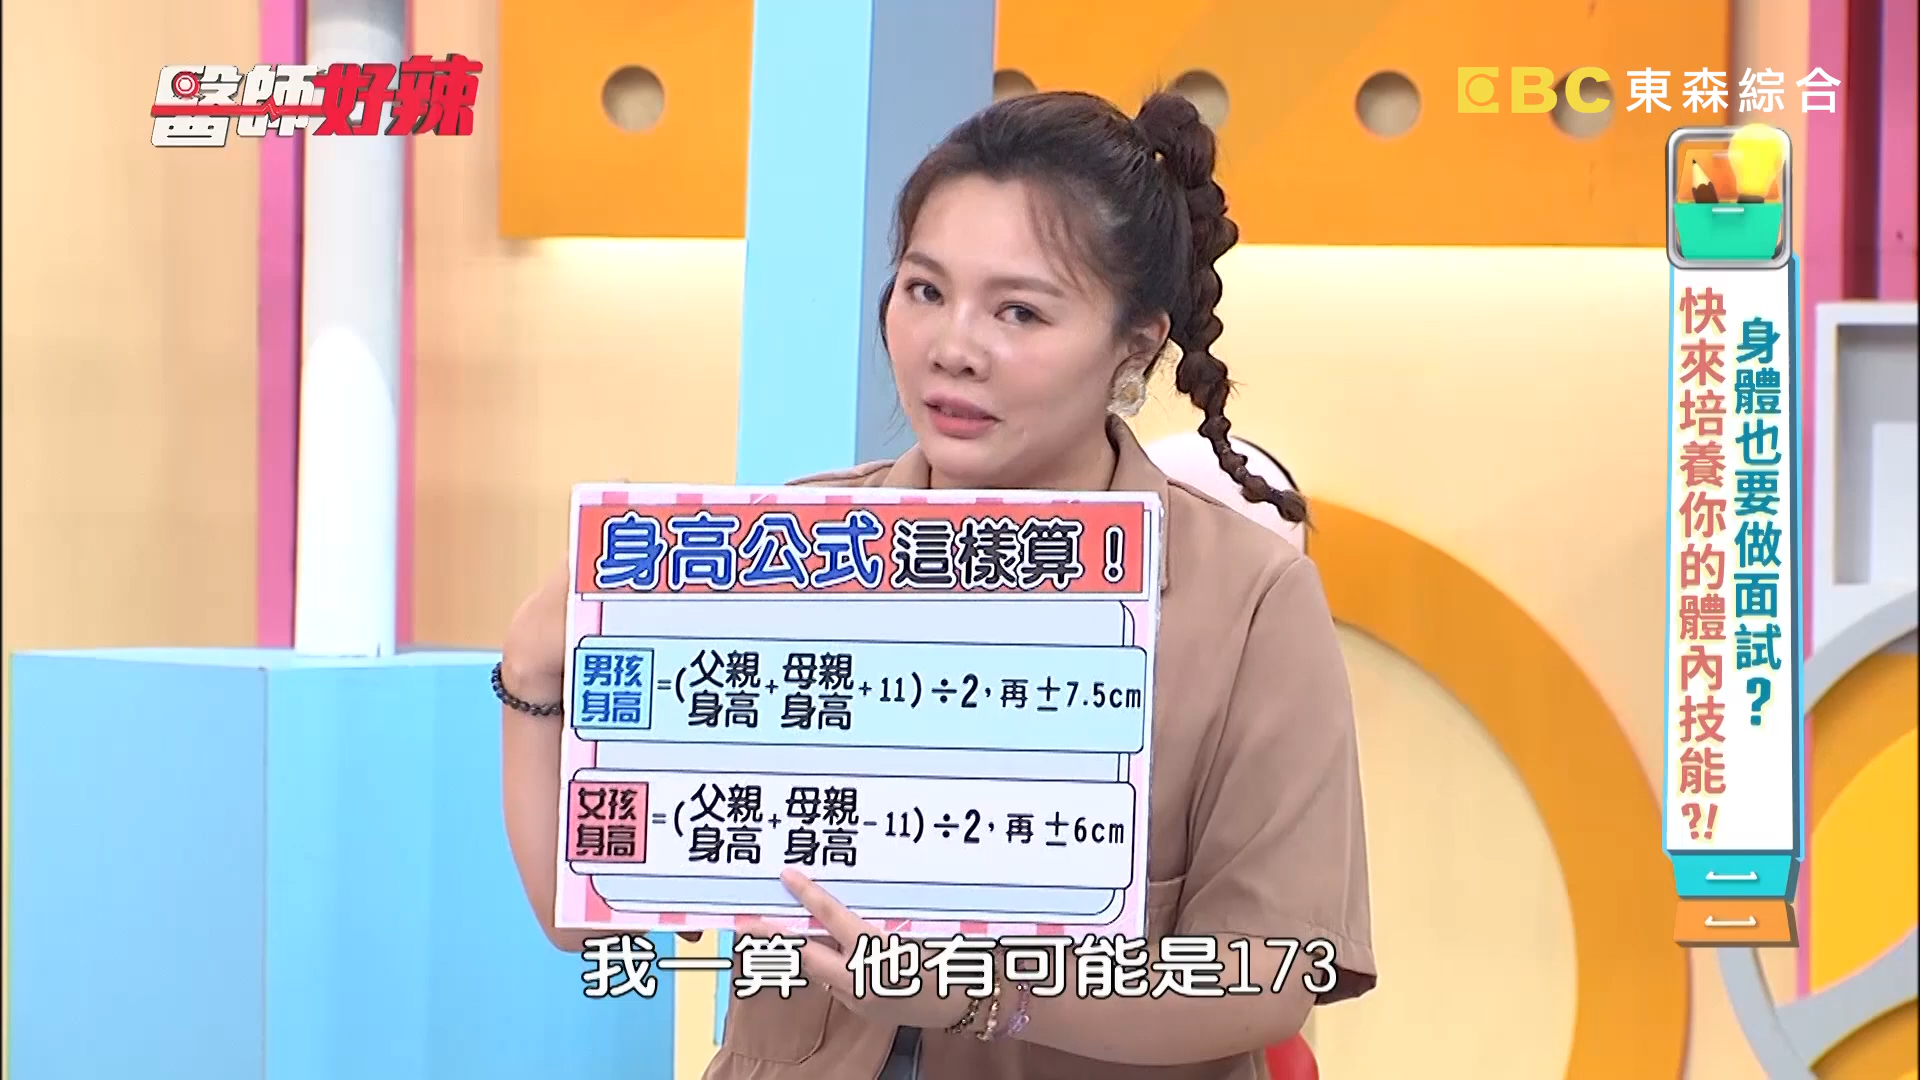 醫師好辣
EBC 東森綜合
身體也要做面試?
快來培養你的體內技能?!
身高公式這樣算!
男孩身高=(父親身高+母親身高+11)÷2,再±7.5cm
女孩身高=(父親身高+母親身高-11)÷2,再±6cm
我一算 他有可能是173